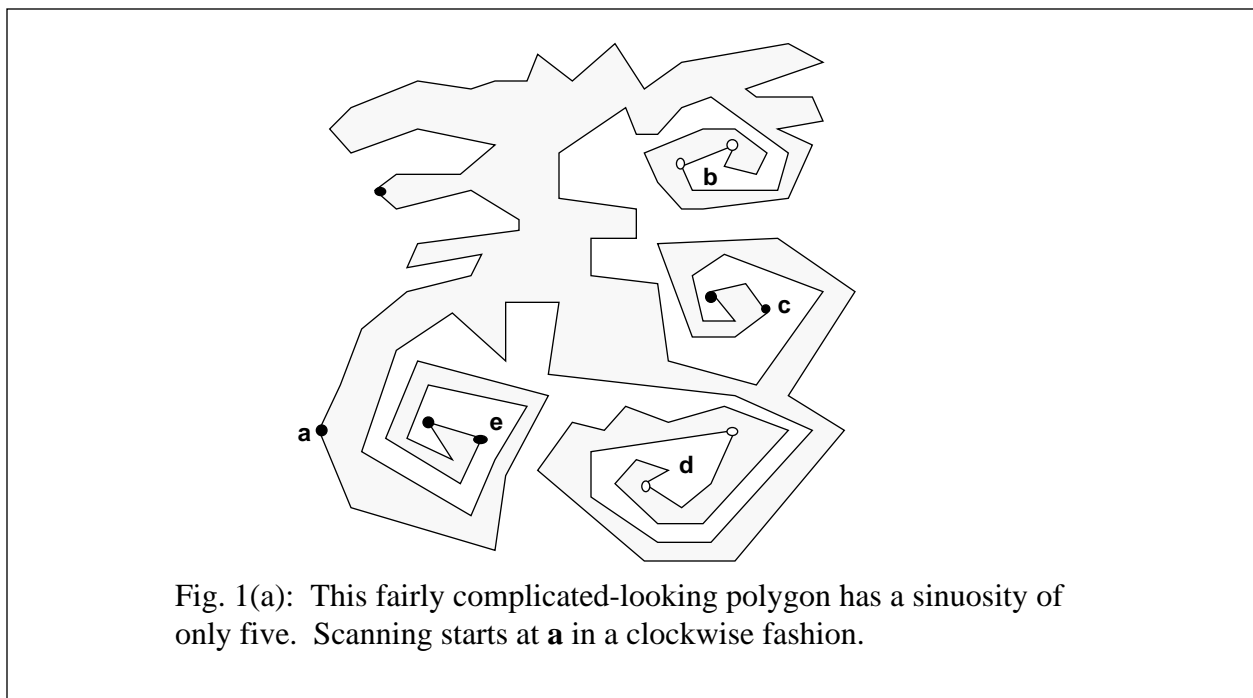 b
c
a
e
d
Fig. 1(a): This fairly complicated-looking polygon has a sinuosity of
only five. Scanning starts at a in a clockwise fashion.